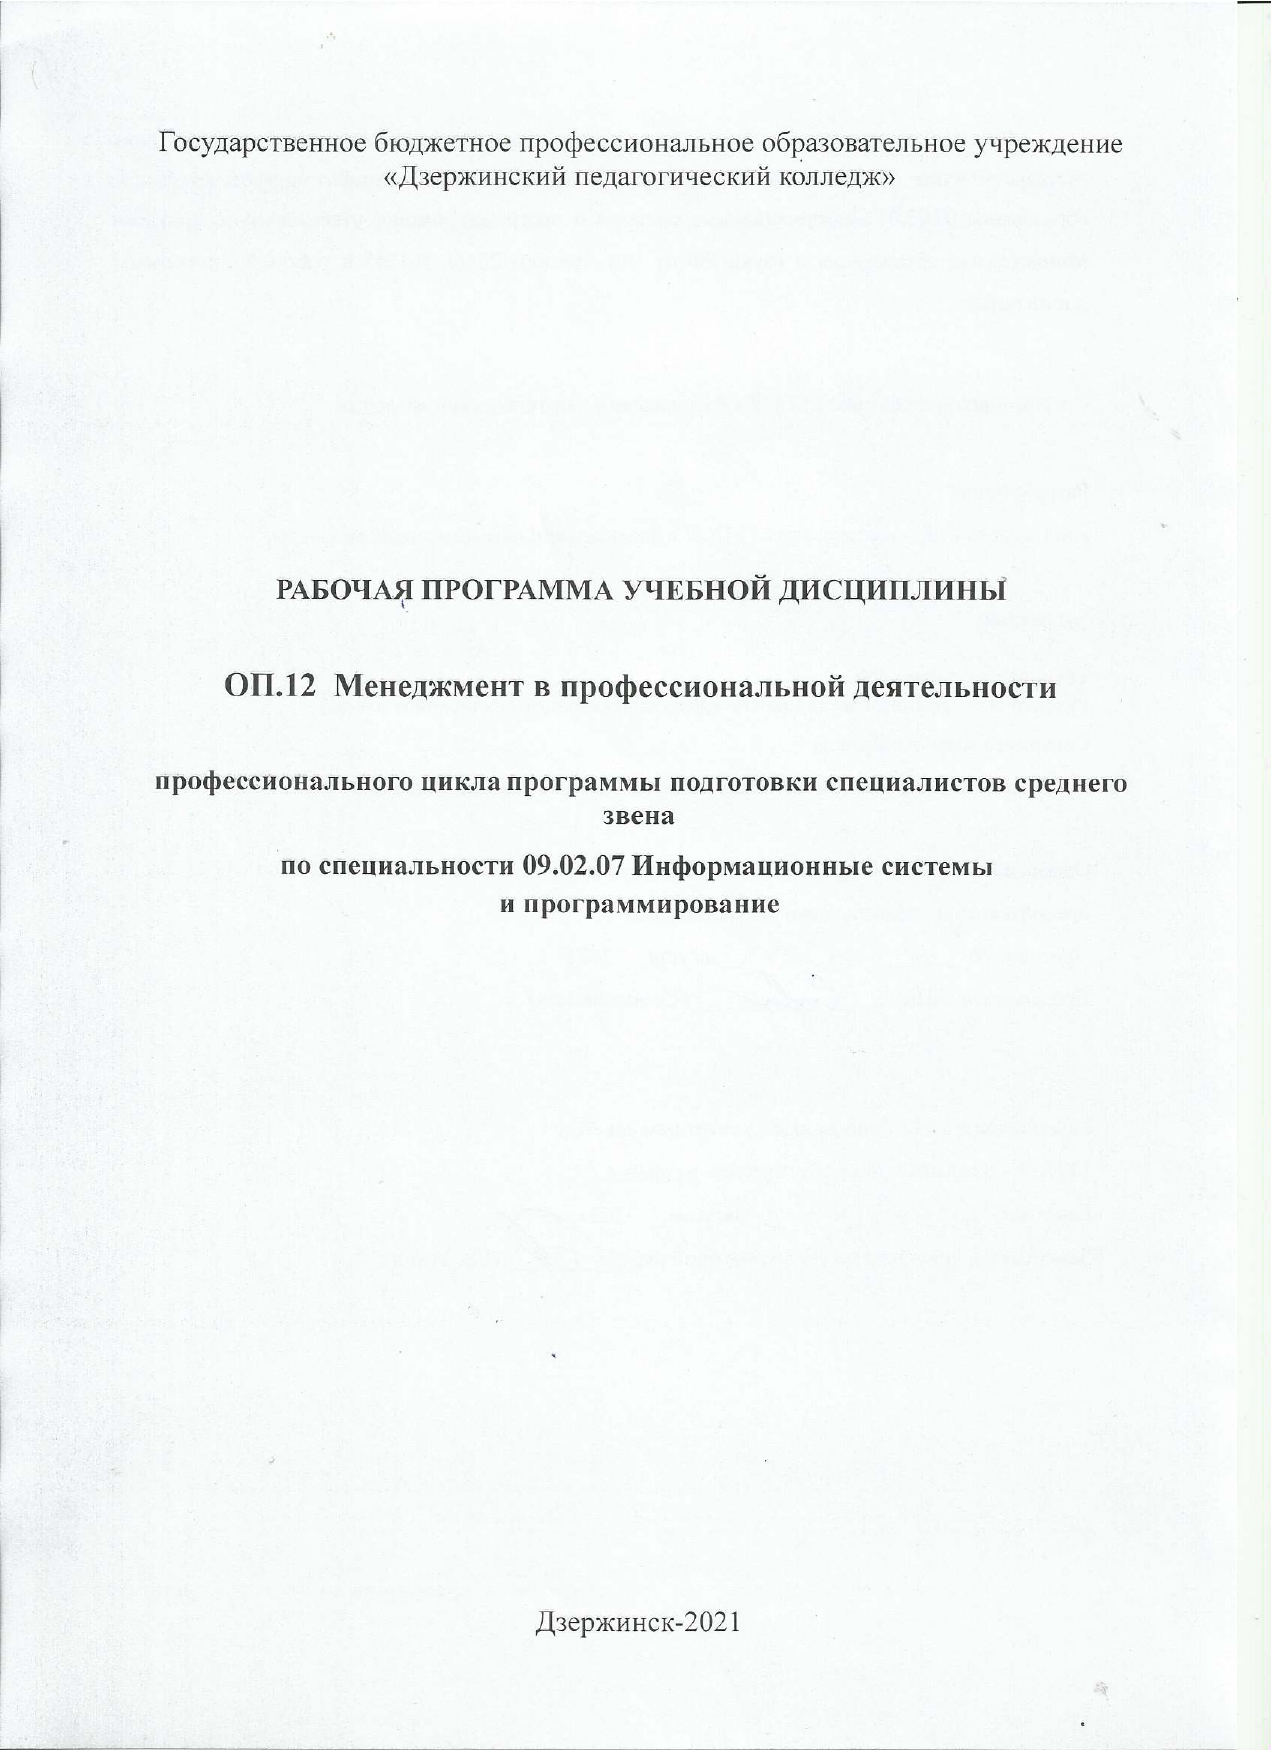 Государственное бюджетное профессиональное образовательное учреждение
«Дзержинский педагогический колледж»
РАБОЧАЯ ПРОГРАММА УЧЕБНОЙ ДИСЦИПЛИНЫ
ОП.12 Менеджмент в профессиональной деятельности
профессионального цикла программы подготовки специалистов среднего
звена
по специальности 09.02.07 Информационные системы
и программирование
Дзержинск-2021